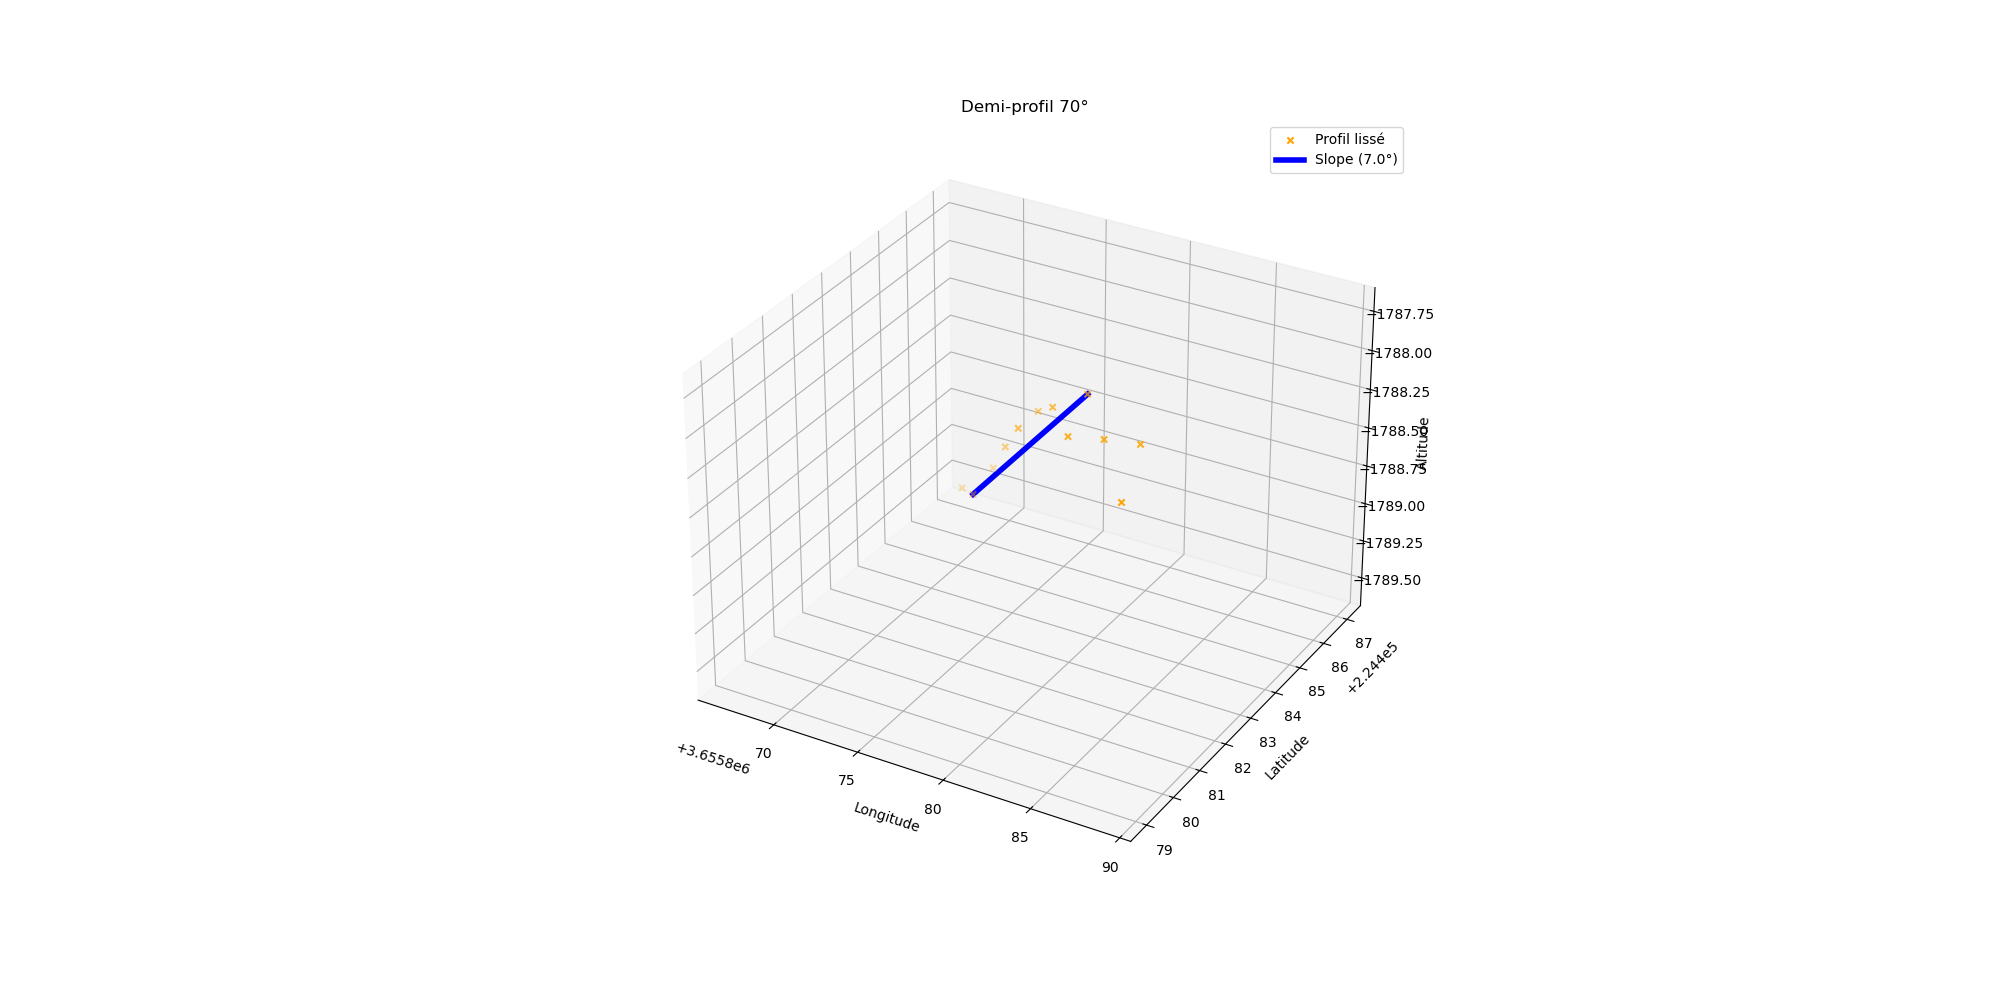 Demi-profil 70°
Profil lissé
Slope (7.0°)
−1787.75
−1788.00
−1788.25
−1788.50
−1788.75
−1789.00
−1789.25
−1789.50
Altitude
87
86
85
84
83
82
81
80
79
+2.244e5
Latitude
70
75
80
85
90
+3.6558e6
Longitude